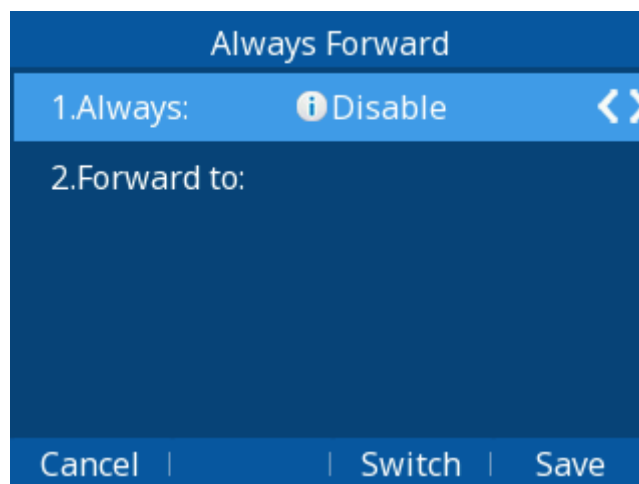 Always Forward
1.Always: Disable
2.Forward to:
Cancel Switch Save